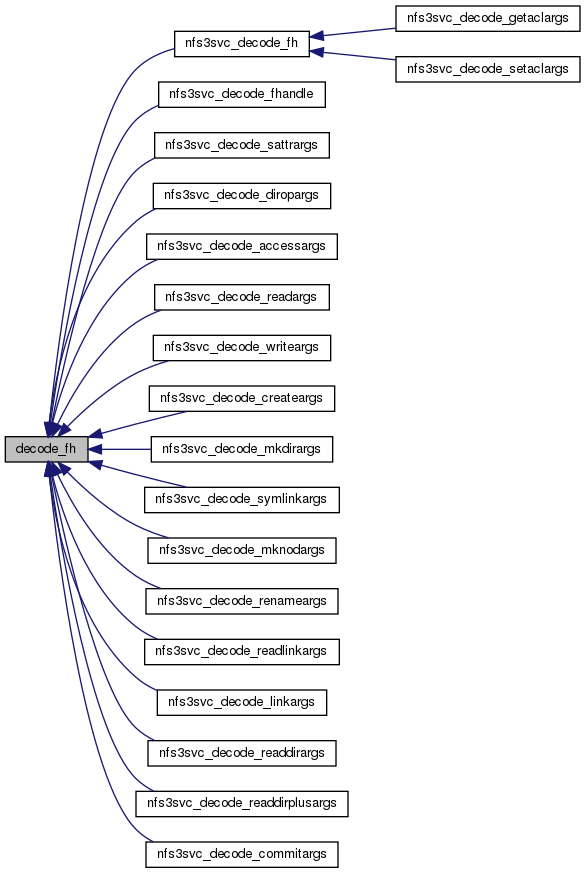 nfs3svc_decode_getaclargs
nfs3svc_decode_fh
nfs3svc_decode_setaclargs
nfs3svc_decode_fhandle
nfs3svc_decode_sattrargs
nfs3svc_decode_diropargs
nfs3svc_decode_accessargs
nfs3svc_decode_readargs
nfs3svc_decode_writeargs
nfs3svc_decode_createargs
decode_fh
nfs3svc_decode_mkdirargs
nfs3svc_decode_symlinkargs
nfs3svc_decode_mknodargs
nfs3svc_decode_renameargs
nfs3svc_decode_readlinkargs
nfs3svc_decode_linkargs
nfs3svc_decode_readdirargs
nfs3svc_decode_readdirplusargs
nfs3svc_decode_commitargs